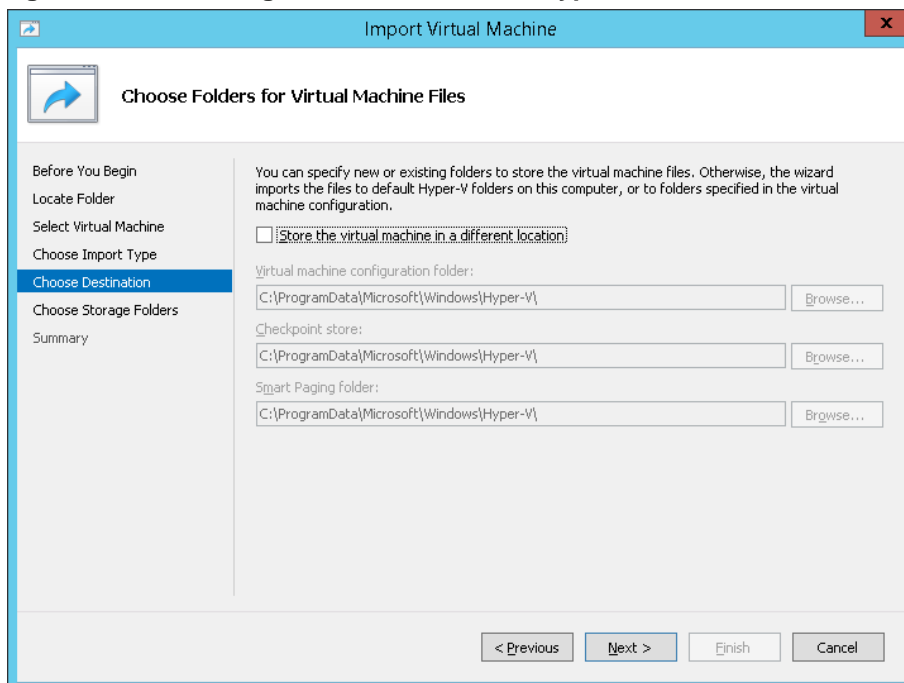 Import Virtual Machine
x
Choose Folders for Virtual Machine Files
Before You Begin
Locate Folder
Select Virtual Machine
Choose Import Type
Choose Destination
Choose Storage Folders
Summary
You can specify new or existing folders to store the virtual machine files. Otherwise, the wizard
imports the files to default Hyper-V folders on this computer, or to folders specified in the virtual
machine configuration.
Store the virtual machine in a different location
Virtual machine configuration folder:
C:\ProgramData\Microsoft\Windows\Hyper-V\ Browse...
Checkpoint store:
C:\ProgramData\Microsoft\Windows\Hyper-V\ Browse...
Smart Paging folder:
C:\ProgramData\Microsoft\Windows\Hyper-V\ Browse...
< Previous Next > Finish Cancel